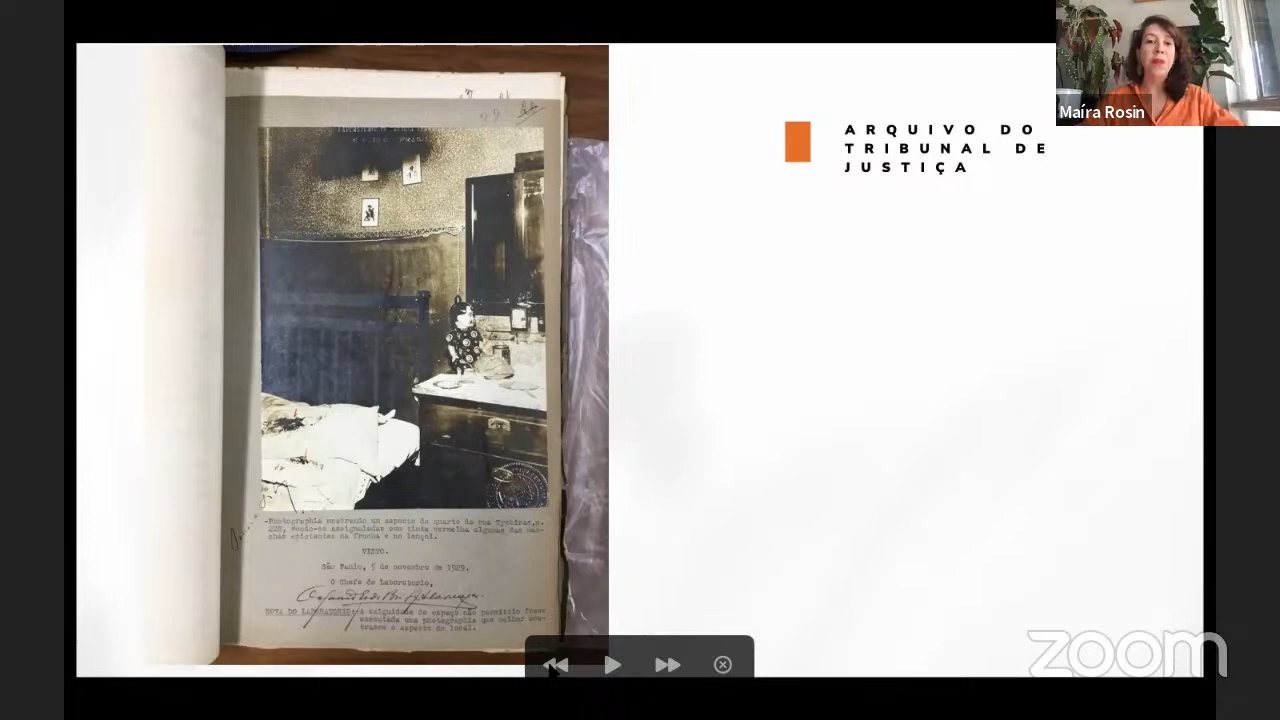 Maíra Rosin
ARQUIVO DO
TRIBUNAL DE
JUSTIÇA
-Photographia mostrando um aspecto do quarto da rua Tymbiras, n.
220, vendo-se assignaladas com tinta vermelha algumas das man-
chas existentes na fronha e no lençol.
VISTO.
São Paulo, 5 de novembro de 1929.
O Chefe do Laboratorio,
NOTA DO LABORATORIO:-A exiguidade do espaço não permittiu fosse
executada uma photographia que melhor mos-
trasse o aspecto do local.
zoom